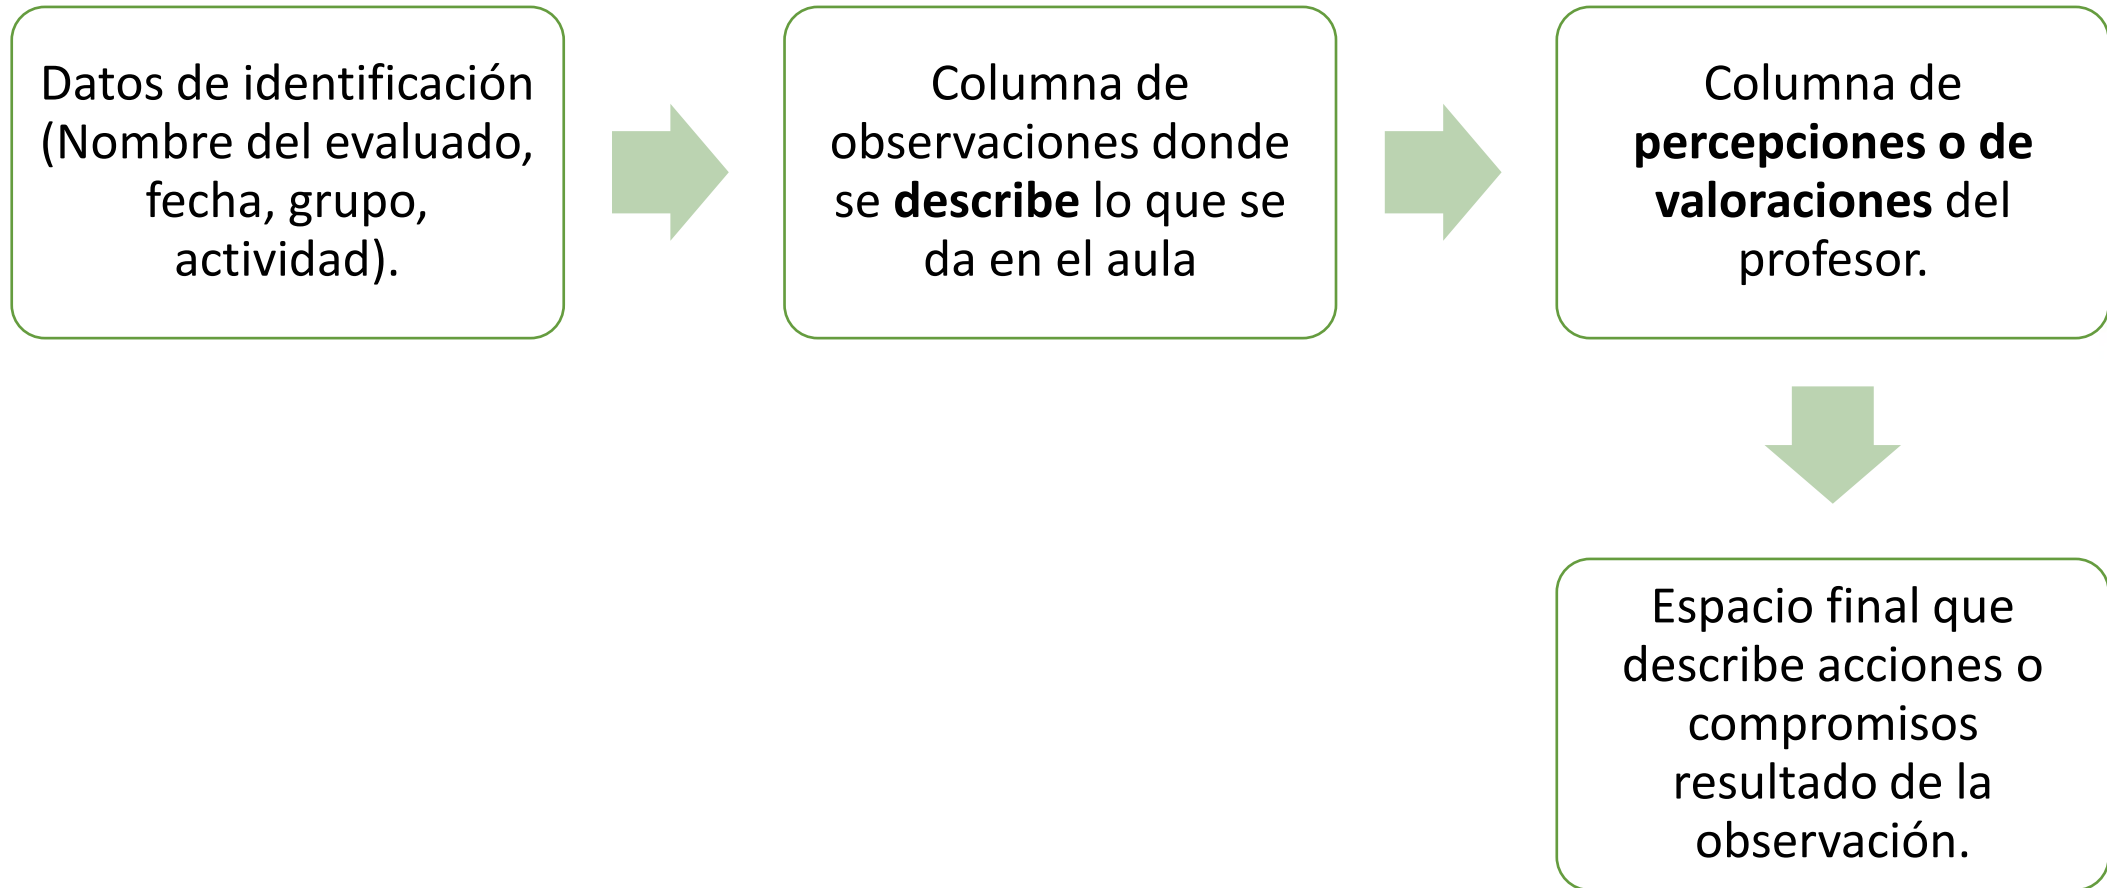 Datos de identificación
(Nombre del evaluado,
fecha, grupo,
actividad).
Columna de
observaciones donde
se describe lo que se
da en el aula
Columna de
percepciones o de
valoraciones del
profesor.
Espacio final que
describe acciones o
compromisos
resultado de la
observación.